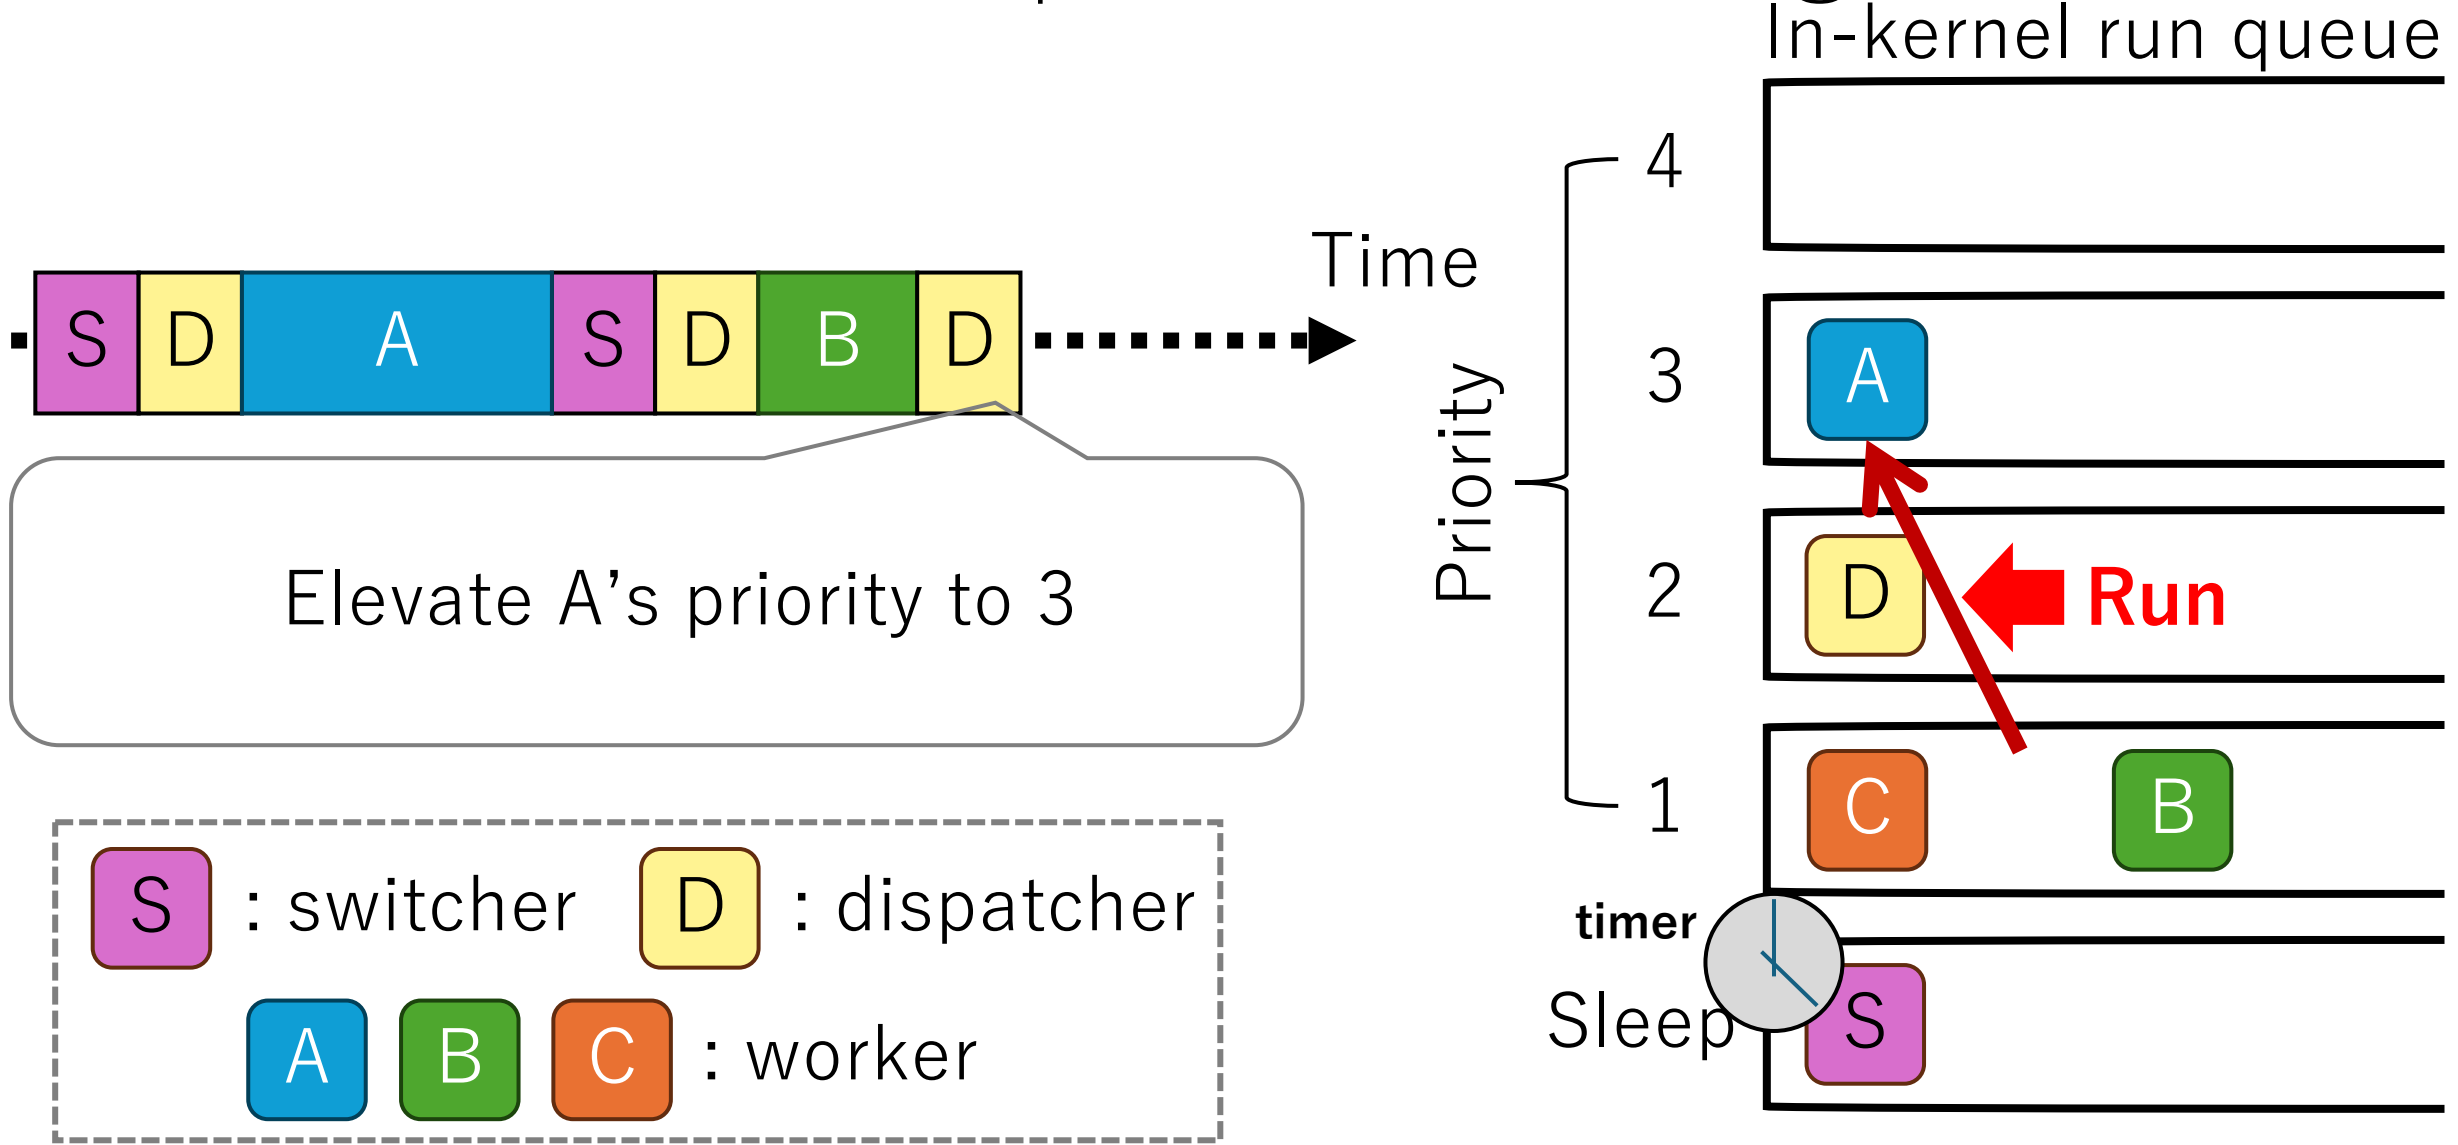 In-kernel run queue
4
Time
S D A S D B D
3
A
Priority
Elevate A's priority to 3
2
D
Run
1
C B
S : switcher D : dispatcher
timer
A B C : worker
Sleep
S